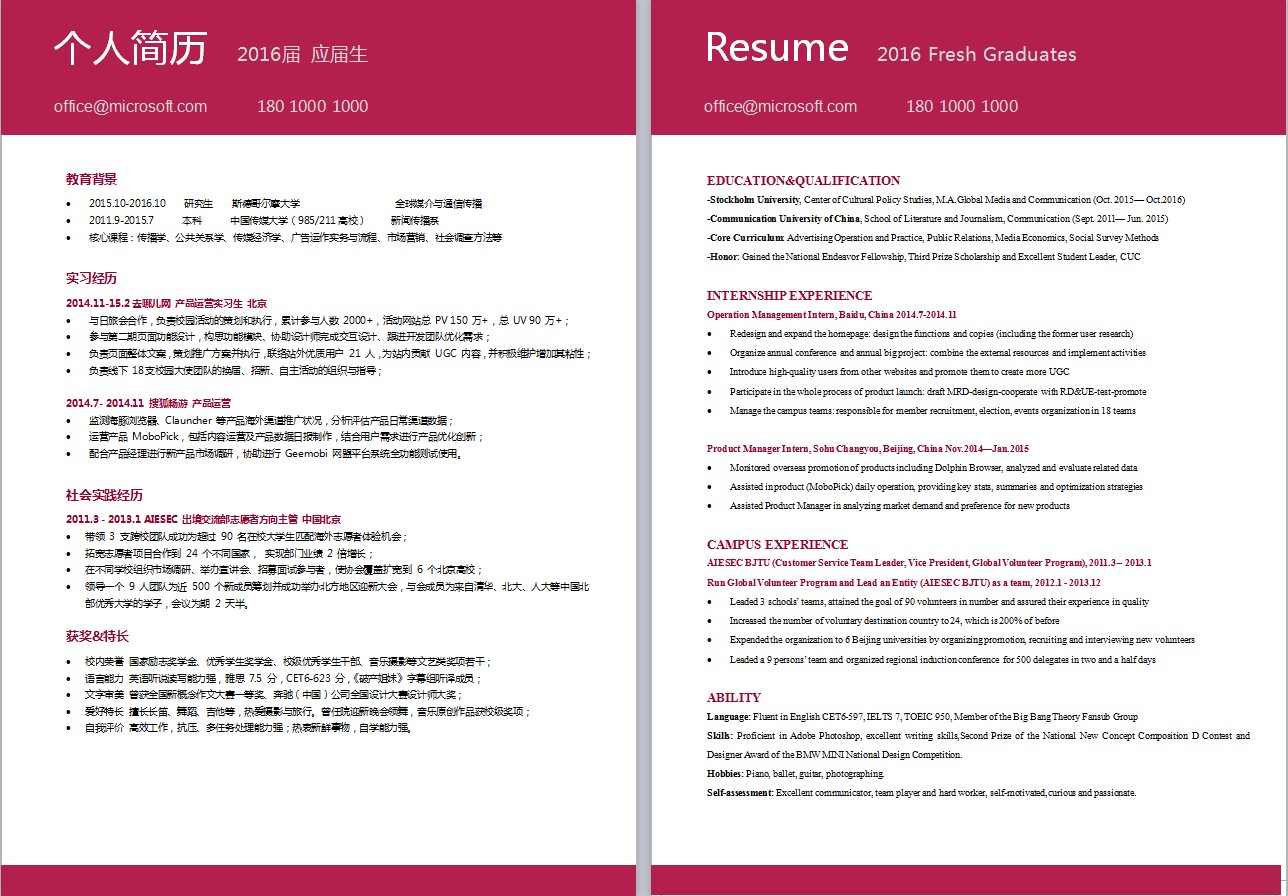 个人简历 2016届 应届生
office@microsoft.com 180 1000 1000
教育背景
• 2015.10-2016.10 研究生 斯德哥尔摩大学 全球媒介与通信传播
• 2011.9-2015.7 本科 中国传媒大学（985/211高校） 新闻传播系
• 核心课程：传播学、公共关系学、传媒经济学、广告运作实务与流程、市场营销、社会调查方法等
实习经历
2014.11-15.2去哪儿网 产品运营实习生 北京
• 与日旅会合作，负责校园活动的策划和执行，累计参与人数 2000+，活动网站总 PV 150 万+，总 UV 90 万+；
• 参与第二期页面功能设计，构思功能模块、协助设计师完成交互设计、跟进开发团队优化需求；
• 负责页面整体文案，策划推广方案并执行，联络站外优质用户 21 人，为站内贡献 UGC 内容，并积极维护增加其粘性；
• 负责线下 18支校园大使团队的换届、招新、自主活动的组织与指导；
2014.7- 2014.11 搜狐畅游 产品运营
• 监测海豚浏览器、Clauncher 等产品海外渠道推广状况，分析评估产品日常渠道数据；
• 运营产品 MoboPick，包括内容运营及产品数据日报制作，结合用户需求进行产品优化创新；
• 配合产品经理进行新产品市场调研，协助进行 Geemobi 网盟平台系统全功能测试使用。
社会实践经历
2011.3 - 2013.1 AIESEC 出境交流部志愿者方向主管 中国北京
• 带领 3 支跨校团队成功为超过 90 名在校大学生匹配海外志愿者体验机会；
• 拓宽志愿者项目合作到 24 个不同国家， 实现部门业绩 2 倍增长；
• 在不同学校组织市场调研、举办宣讲会、招募面试参与者，使协会覆盖扩宽到 6 个北京高校；
• 领导一个 9 人团队为近 500 个新成员筹划并成功举办北方地区迎新大会，与会成员为来自清华、北大、人大等中国北
部优秀大学的学子，会议为期 2 天半。
获奖&特长
• 校内荣誉 国家励志奖学金、优秀学生奖学金、校级优秀学生干部、音乐摄影等文艺类奖项若干；
• 语言能力 英语听说读写能力强，雅思 7.5 分，CET6-623 分，《破产姐妹》字幕组听译成员；
• 文字审美 曾获全国新概念作文大赛一等奖、奔驰（中国）公司全国设计大赛设计师大奖；
• 爱好特长 擅长长笛、舞蹈、吉他等，热爱摄影与旅行。曾任院迎新晚会领舞，音乐原创作品获校级奖项；
• 自我评价 高效工作，抗压、多任务处理能力强；热衷新鲜事物，自学能力强。
Resume 2016 Fresh Graduates
office@microsoft.com 180 1000 1000
EDUCATION&QUALIFICATION
-Stockholm University, Center of Cultural Policy Studies, M.A.Global Media and Communication (Oct. 2015— Oct.2016)
-Communication University of China, School of Literature and Journalism, Communication (Sept. 2011— Jun. 2015)
-Core Curriculum: Advertising Operation and Practice, Public Relations, Media Economics, Social Survey Methods
-Honor: Gained the National Endeavor Fellowship, Third Prize Scholarship and Excellent Student Leader, CUC
INTERNSHIP EXPERIENCE
Operation Management Intern, Baidu, China 2014.7-2014.11
• Redesign and expand the homepage: design the functions and copies (including the former user research)
• Organize annual conference and annual big project: combine the external resources and implement activities
• Introduce high-quality users from other websites and promote them to create more UGC
• Participate in the whole process of product launch: draft MRD-design-cooperate with RD&UE-test-promote
• Manage the campus teams: responsible for member recruitment, election, events organization in 18 teams
Product Manager Intern, Sohu Changyou, Beijing, China Nov.2014—Jan.2015
• Monitored overseas promotion of products including Dolphin Browser, analyzed and evaluate related data
• Assisted in product (MoboPick) daily operation, providing key stats, summaries and optimization strategies
• Assisted Product Manager in analyzing market demand and preference for new products
CAMPUS EXPERIENCE
AIESEC BJTU (Customer Service Team Leader, Vice President, Global Volunteer Program), 2011.3 – 2013.1
Run Global Volunteer Program and Lead an Entity (AIESEC BJTU) as a team, 2012.1 - 2013.12
• Leaded 3 schools' teams, attained the goal of 90 volunteers in number and assured their experience in quality
• Increased the number of voluntary destination country to 24, which is 200% of before
• Expended the organization to 6 Beijing universities by organizing promotion, recruiting and interviewing new volunteers
• Leaded a 9 persons' team and organized regional induction conference for 500 delegates in two and a half days
ABILITY
Language: Fluent in English CET6-597, IELTS 7, TOEIC 950, Member of the Big Bang Theory Fansub Group
Skills: Proficient in Adobe Photoshop, excellent writing skills,Second Prize of the National New Concept Composition D Contest and
Designer Award of the BMW MINI National Design Competition.
Hobbies: Piano, ballet, guitar, photographing.
Self-assessment: Excellent communicator, team player and hard worker, self-motivated,curious and passionate.